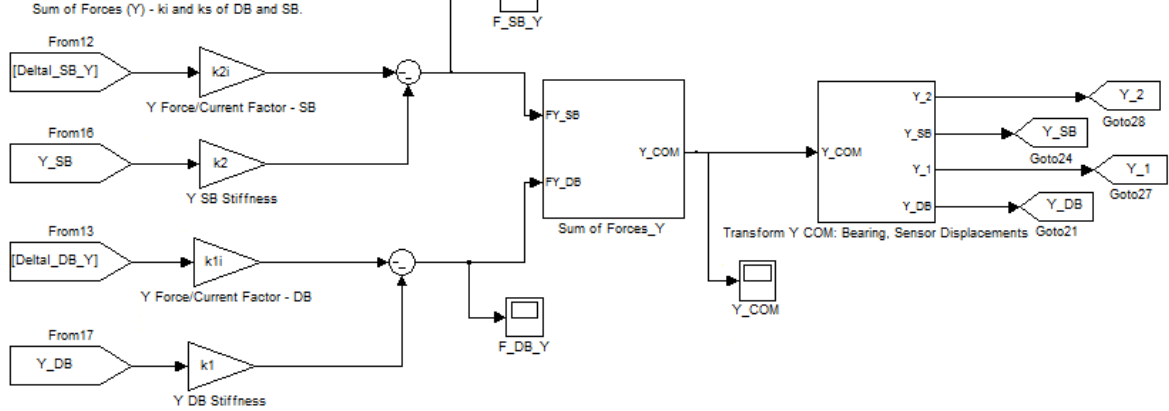 Sum of Forces (Y) - ki and ks of DB and SB.
F_SB_Y
From12
[Deltal_SB_Y]
k2i
Y Force/Current Factor - SB
From16
Y_SB
k2
Y SB Stiffness
From13
[Deltal_DB_Y]
k1i
Y Force/Current Factor - DB
From17
Y_DB
k1
Y DB Stiffness
F_DB_Y
FY_SB
FY_DB
Y_COM
Sum of Forces_Y
Y_COM
Y_COM
Y_2
Y_SB
Y_1
Y_DB
Transform Y COM: Bearing, Sensor Displacements
Y_2
Goto28
Y_SB
Goto24
Y_1
Goto27
Y_DB
Goto21